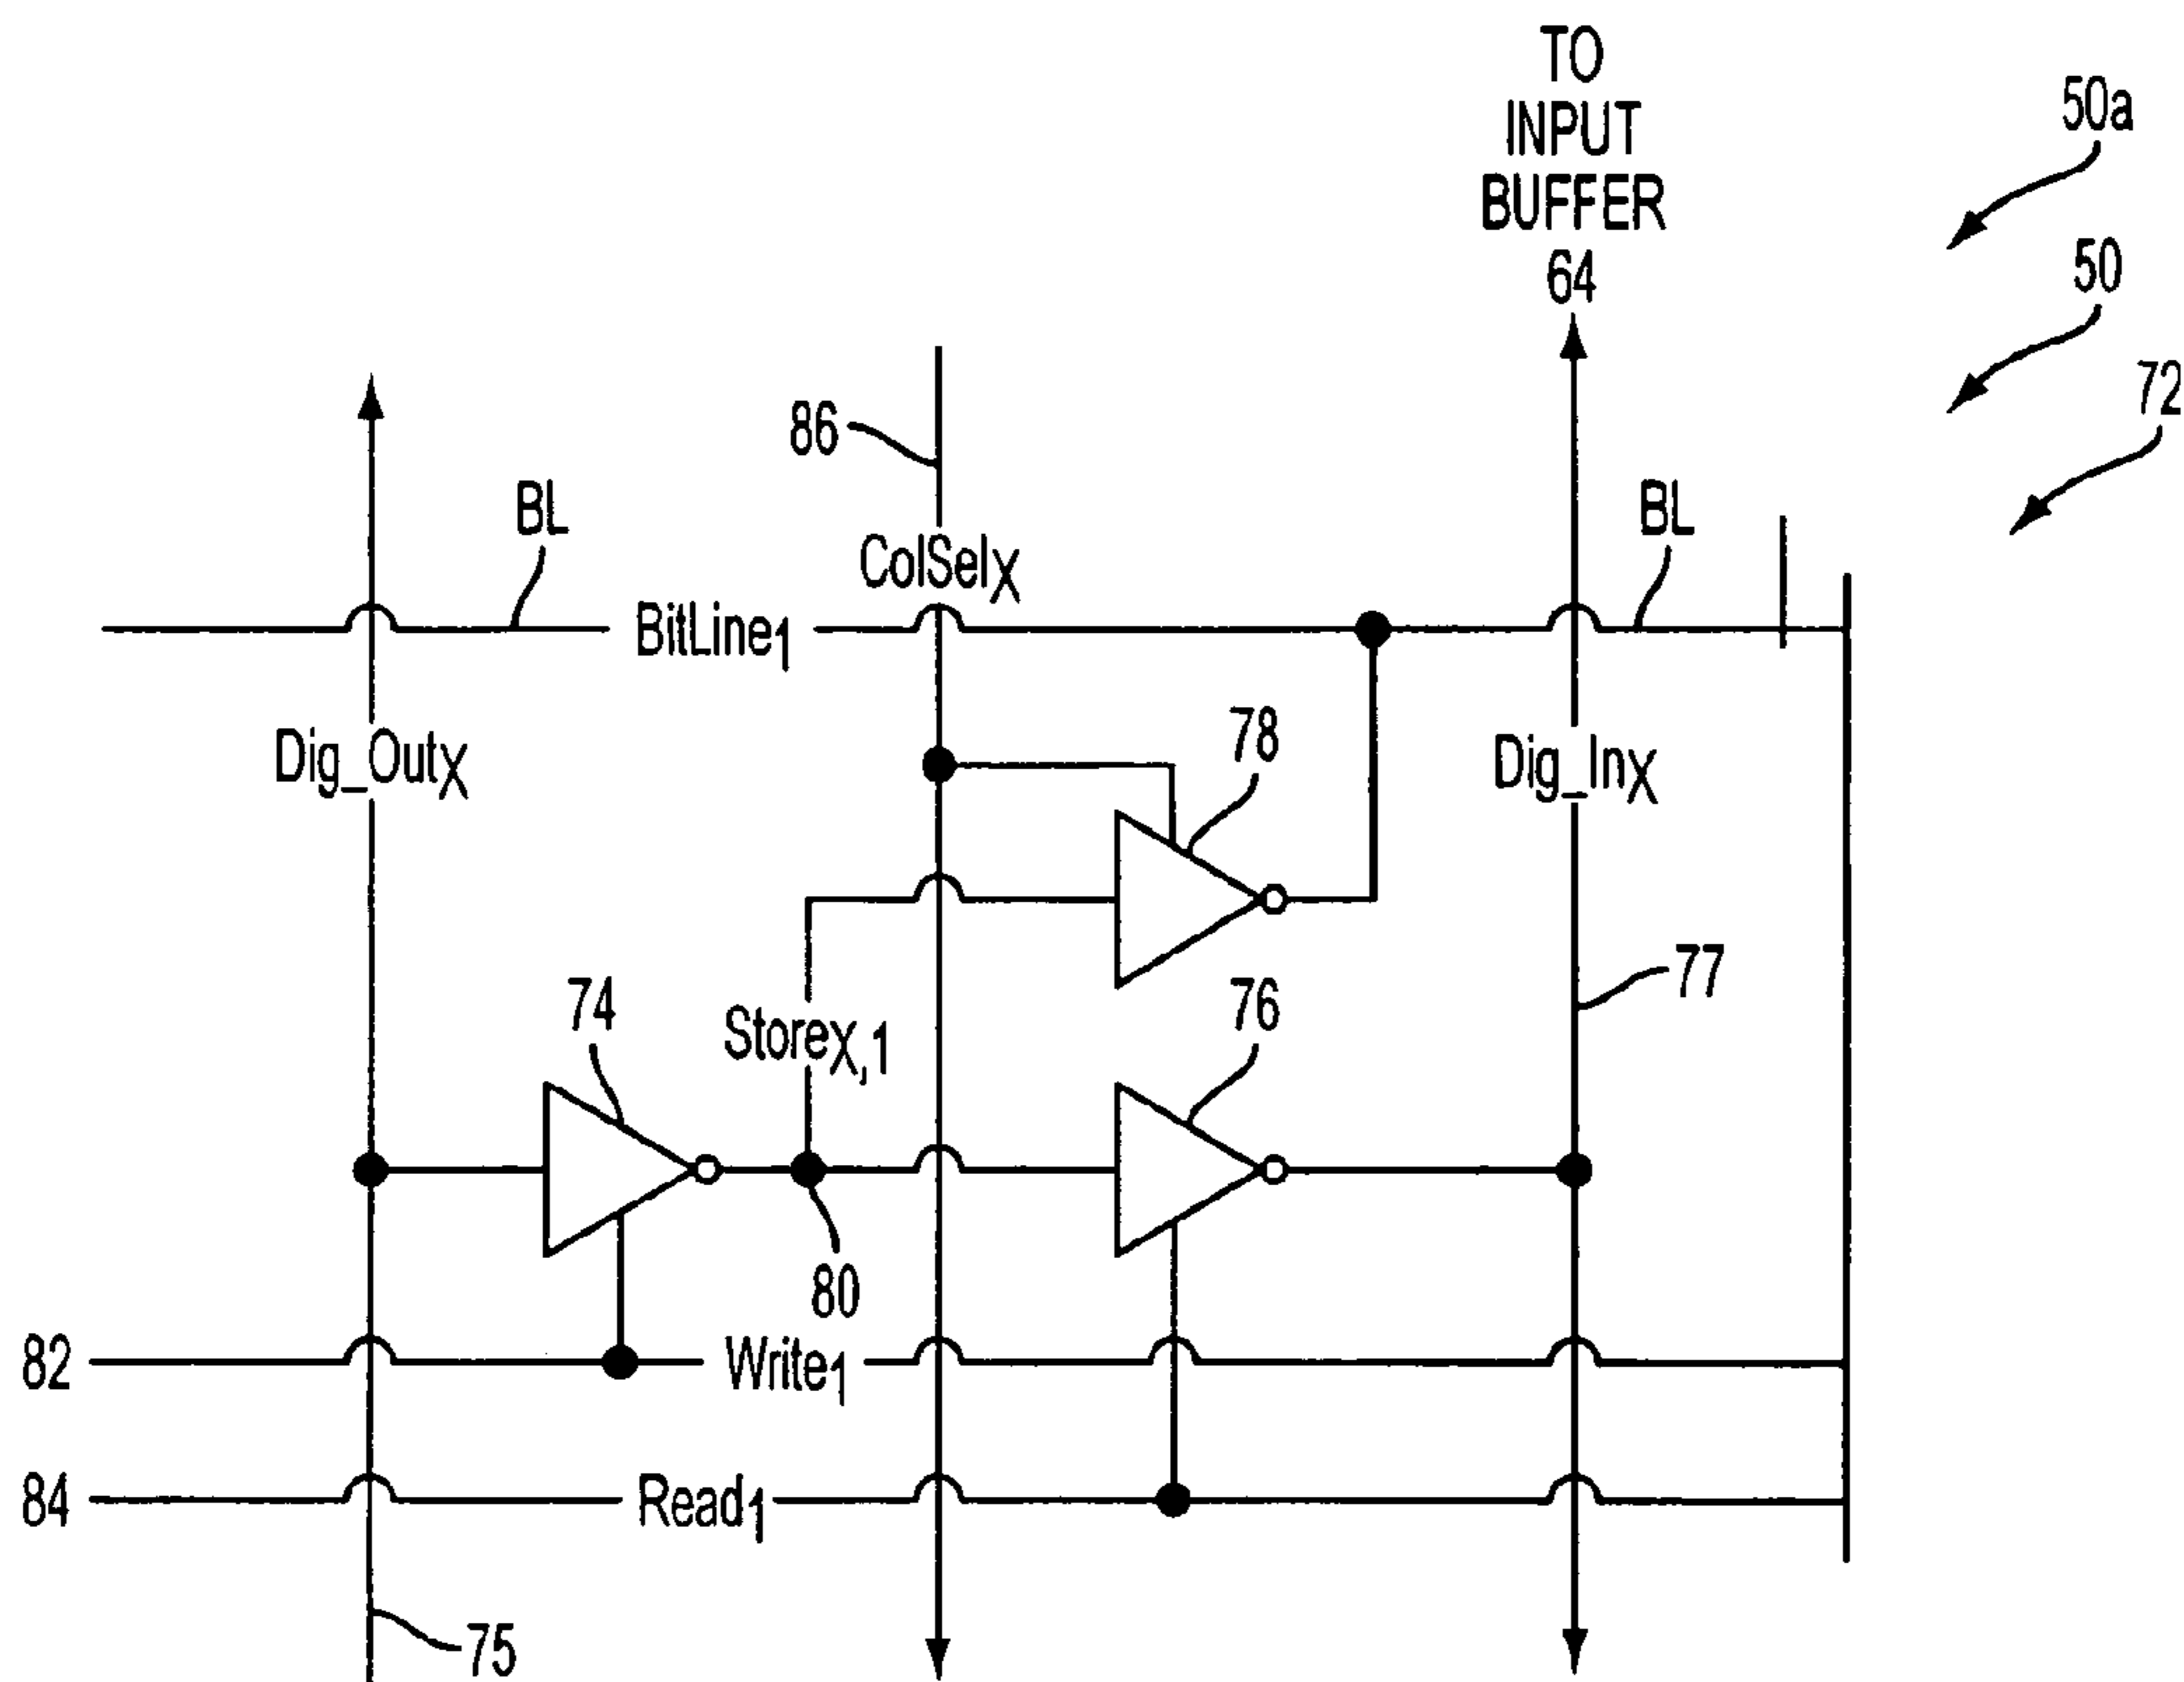 TO
INPUT
BUFFER
64
50a
50
72
86
BL
BL
ColSelX
BitLine1
Dig_OutX
78
Dig_InX
77
74
76
StoreX,1
80
82
Write1
84
Read1
75